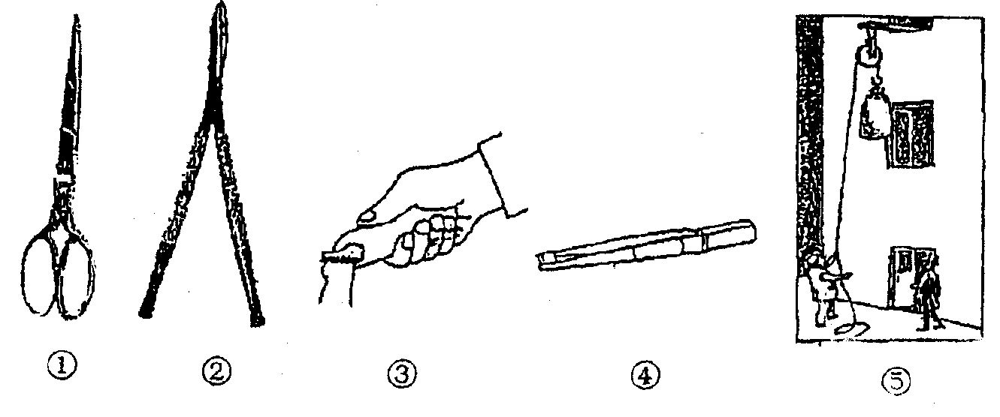 ① ② ③ ④ ⑤